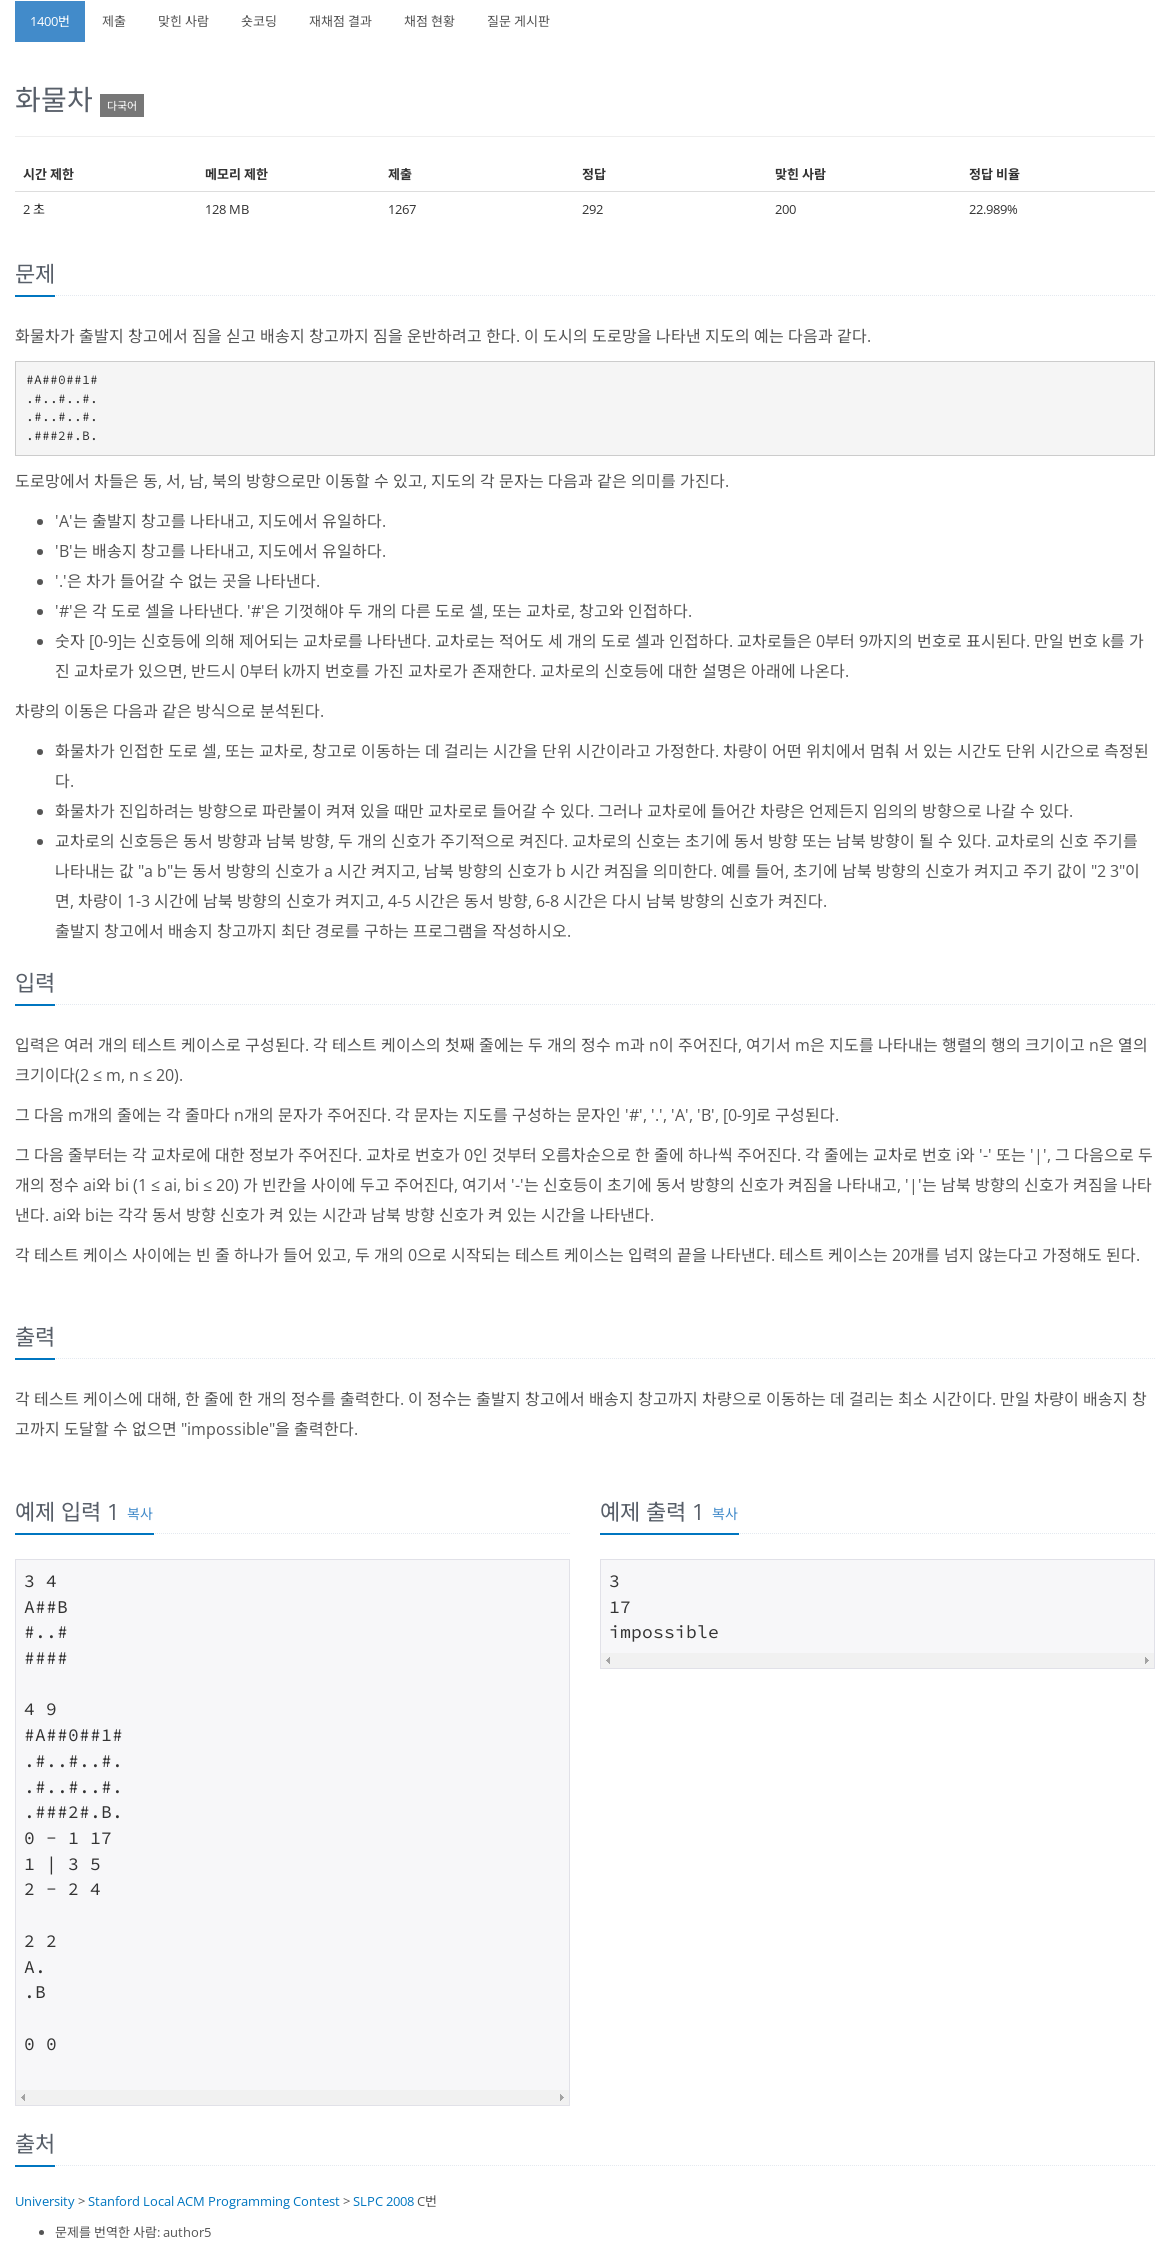 1400번 제출 맞힌 사람 숏코딩 재채점 결과 채점 현황 질문 게시판
화물차 다국어
시간 제한 메모리 제한 제출 정답 맞힌 사람 정답 비율
2 초 128 MB 1267 292 200 22.989%
문제
화물차가 출발지 창고에서 짐을 싣고 배송지 창고까지 짐을 운반하려고 한다. 이 도시의 도로망을 나타낸 지도의 예는 다음과 같다.
#A##0##1#
.#..#..#.
.#..#..#.
.###2#.B.
도로망에서 차들은 동, 서, 남, 북의 방향으로만 이동할 수 있고, 지도의 각 문자는 다음과 같은 의미를 가진다.
'A'는 출발지 창고를 나타내고, 지도에서 유일하다.
'B'는 배송지 창고를 나타내고, 지도에서 유일하다.
'.'은 차가 들어갈 수 없는 곳을 나타낸다.
'#'은 각 도로 셀을 나타낸다. '#'은 기껏해야 두 개의 다른 도로 셀, 또는 교차로, 창고와 인접하다.
숫자 [0-9]는 신호등에 의해 제어되는 교차로를 나타낸다. 교차로는 적어도 세 개의 도로 셀과 인접하다. 교차로들은 0부터 9까지의 번호로 표시된다. 만일 번호 k를 가
진 교차로가 있으면, 반드시 0부터 k까지 번호를 가진 교차로가 존재한다. 교차로의 신호등에 대한 설명은 아래에 나온다.
차량의 이동은 다음과 같은 방식으로 분석된다.
화물차가 인접한 도로 셀, 또는 교차로, 창고로 이동하는 데 걸리는 시간을 단위 시간이라고 가정한다. 차량이 어떤 위치에서 멈춰 서 있는 시간도 단위 시간으로 측정된
다.
화물차가 진입하려는 방향으로 파란불이 켜져 있을 때만 교차로로 들어갈 수 있다. 그러나 교차로에 들어간 차량은 언제든지 임의의 방향으로 나갈 수 있다.
교차로의 신호등은 동서 방향과 남북 방향, 두 개의 신호가 주기적으로 켜진다. 교차로의 신호는 초기에 동서 방향 또는 남북 방향이 될 수 있다. 교차로의 신호 주기를
나타내는 값 "a b"는 동서 방향의 신호가 a 시간 켜지고, 남북 방향의 신호가 b 시간 켜짐을 의미한다. 예를 들어, 초기에 남북 방향의 신호가 켜지고 주기 값이 "2 3"이
면, 차량이 1-3 시간에 남북 방향의 신호가 켜지고, 4-5 시간은 동서 방향, 6-8 시간은 다시 남북 방향의 신호가 켜진다.
출발지 창고에서 배송지 창고까지 최단 경로를 구하는 프로그램을 작성하시오.
입력
입력은 여러 개의 테스트 케이스로 구성된다. 각 테스트 케이스의 첫째 줄에는 두 개의 정수 m과 n이 주어진다, 여기서 m은 지도를 나타내는 행렬의 행의 크기이고 n은 열의
크기이다(2 ≤ m, n ≤ 20).
그 다음 m개의 줄에는 각 줄마다 n개의 문자가 주어진다. 각 문자는 지도를 구성하는 문자인 '#', '.', 'A', 'B', [0-9]로 구성된다.
그 다음 줄부터는 각 교차로에 대한 정보가 주어진다. 교차로 번호가 0인 것부터 오름차순으로 한 줄에 하나씩 주어진다. 각 줄에는 교차로 번호 i와 '-' 또는 '|', 그 다음으로 두
개의 정수 ai와 bi (1 ≤ ai, bi ≤ 20) 가 빈칸을 사이에 두고 주어진다, 여기서 '-'는 신호등이 초기에 동서 방향의 신호가 켜짐을 나타내고, '|'는 남북 방향의 신호가 켜짐을 나타
낸다. ai와 bi는 각각 동서 방향 신호가 켜 있는 시간과 남북 방향 신호가 켜 있는 시간을 나타낸다.
각 테스트 케이스 사이에는 빈 줄 하나가 들어 있고, 두 개의 0으로 시작되는 테스트 케이스는 입력의 끝을 나타낸다. 테스트 케이스는 20개를 넘지 않는다고 가정해도 된다.
출력
각 테스트 케이스에 대해, 한 줄에 한 개의 정수를 출력한다. 이 정수는 출발지 창고에서 배송지 창고까지 차량으로 이동하는 데 걸리는 최소 시간이다. 만일 차량이 배송지 창
고까지 도달할 수 없으면 "impossible"을 출력한다.
예제 입력 1 복사
3 4
A##B
#..#
####
4 9
#A##0##1#
.#..#..#.
.#..#..#.
.###2#.B.
0 - 1 17
1 | 3 5
2 - 2 4
2 2
A.
.B
0 0
예제 출력 1 복사
3
17
impossible
출처
University > Stanford Local ACM Programming Contest > SLPC 2008 C번
문제를 번역한 사람: author5